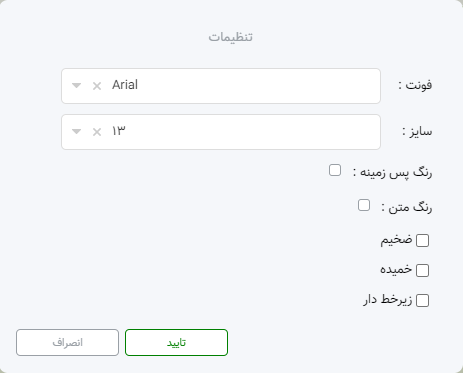 تنظیمات
فونت : Arial
سایز : ۱۳
رنگ پس زمینه :
رنگ متن :
ضخیم
خمیده
زیرخط دار
تایید انصراف